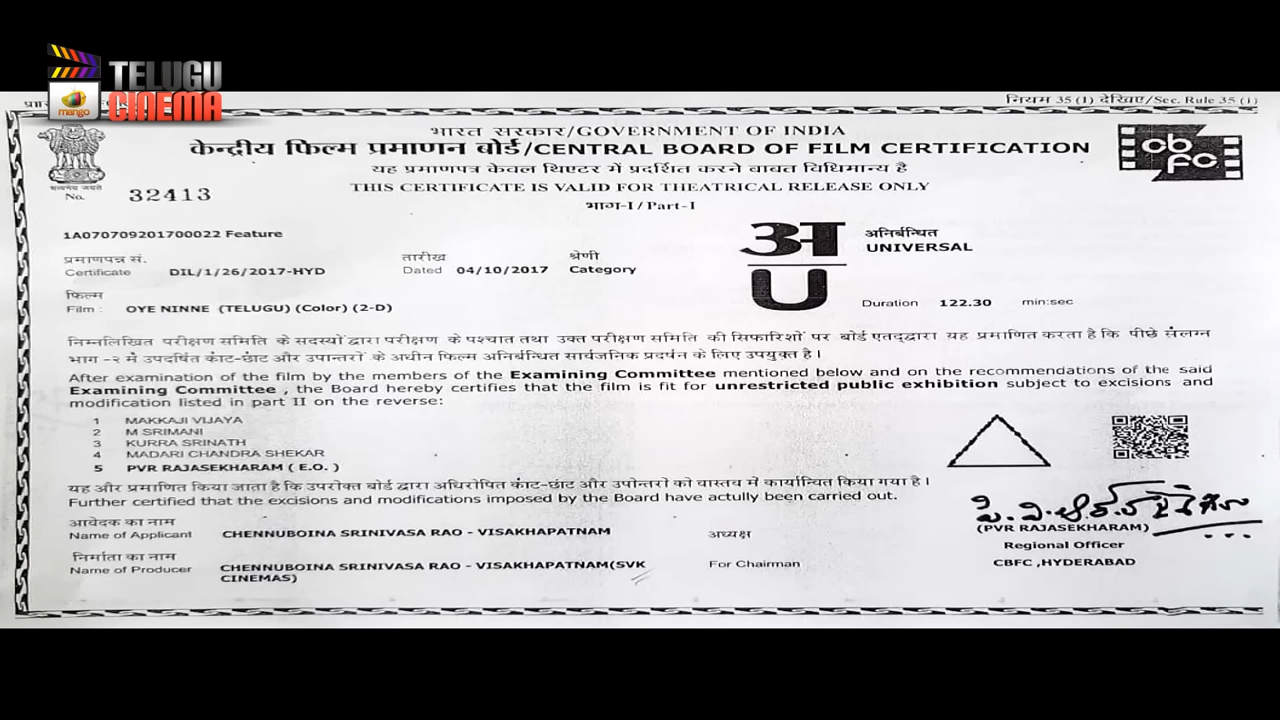 TELUGU
CINEMA
mango
नियम 35 (1) देखिए/Sec. Rule 35 (1)
भारत सरकार/GOVERNMENT OF INDIA
केन्द्रीय फिल्म प्रमाणन बोर्ड/CENTRAL BOARD OF FILM CERTIFICATION
यह प्रमाणपत्र केवल थिएटर में प्रदर्शित करने बाबत विधिमान्य है
THIS CERTIFICATE IS VALID FOR THEATRICAL RELEASE ONLY
भाग-I / Part-I
सत्यमेव जयते
No. 32413
cb
fc
1A070709201700022 Feature
अ
U
अनिर्बन्धित
UNIVERSAL
प्रमाणपत्र सं. तारीख श्रेणी
Certificate DIL/1/26/2017-HYD Dated 04/10/2017 Category
फिल्म
Film : OYE NINNE (TELUGU) (Color) (2-D) Duration 122.30 min:sec
निम्नलिखित परीक्षण समिति के सदस्यों द्वारा परीक्षण के पश्चात तथा उक्त परीक्षण समिति की सिफारिशों पर बोर्ड एतद्द्वारा यह प्रमाणित करता है कि पीछे संलग्न
भाग -२ में उपदर्षित काट-छांट और उपान्तरों के अधीन फिल्म अनिर्बन्धित सार्वजनिक प्रदर्षन के लिए उपयुक्त है।
After examination of the film by the members of the Examining Committee mentioned below and on the recommendations of the said
Examining Committee , the Board hereby certifies that the film is fit for unrestricted public exhibition subject to excisions and
modification listed in part II on the reverse:
1 MAKKAJI VIJAYA
2 M SRIMANI
3 KURRA SRINATH
4 MADARI CHANDRA SHEKAR
5 PVR RAJASEKHARAM ( E.O. )
यह और प्रमाणित किया जाता है कि उपरोक्त बोर्ड द्वारा अधिरोपित काट-छांट और उपोन्तरों को वास्तव में कार्यान्वित किया गया है।
Further certified that the excisions and modifications imposed by the Board have actully been carried out.
आवेदक का नाम
Name of Applicant CHENNUBOINA SRINIVASA RAO - VISAKHAPATNAM अध्यक्ष
निर्माता का नाम
Name of Producer CHENNUBOINA SRINIVASA RAO - VISAKHAPATNAM(SVK For Chairman
CINEMAS)
(PVR RAJASEKHARAM)
Regional Officer
CBFC ,HYDERABAD